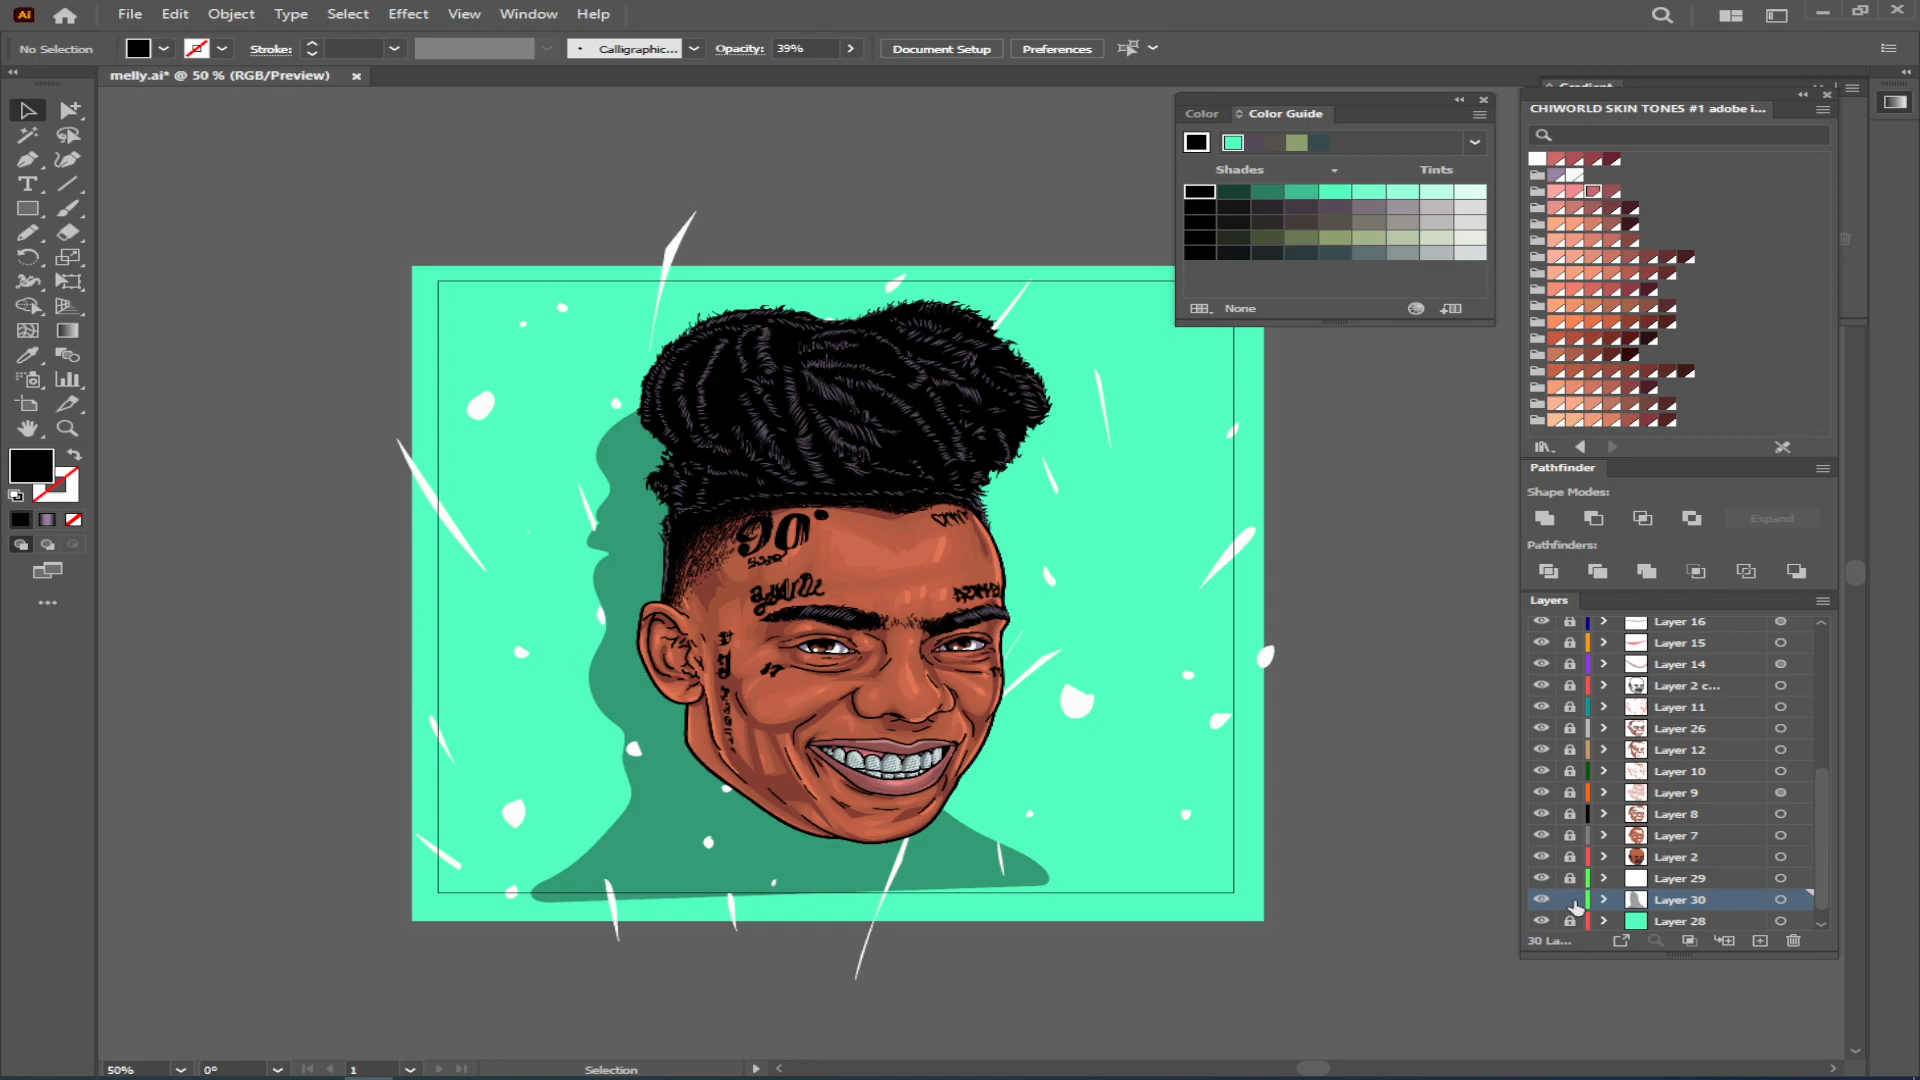 Ai File Edit Object Type Select Effect View Window Help
No Selection Stroke: Calligraphic... Opacity: 39% Document Setup Preferences
melly.ai* @ 50 % (RGB/Preview)
Color Color Guide
Shades Tints
None
CHIWORLD SKIN TONES #1 adobe i...
Pathfinder
Shape Modes:
Expand
Pathfinders:
Layers
Layer 16
Layer 15
Layer 14
Layer 2 c...
Layer 11
Layer 26
Layer 12
Layer 10
Layer 9
Layer 8
Layer 7
Layer 2
Layer 29
Layer 30
Layer 28
30 La...
90
50% 0° 1 Selection